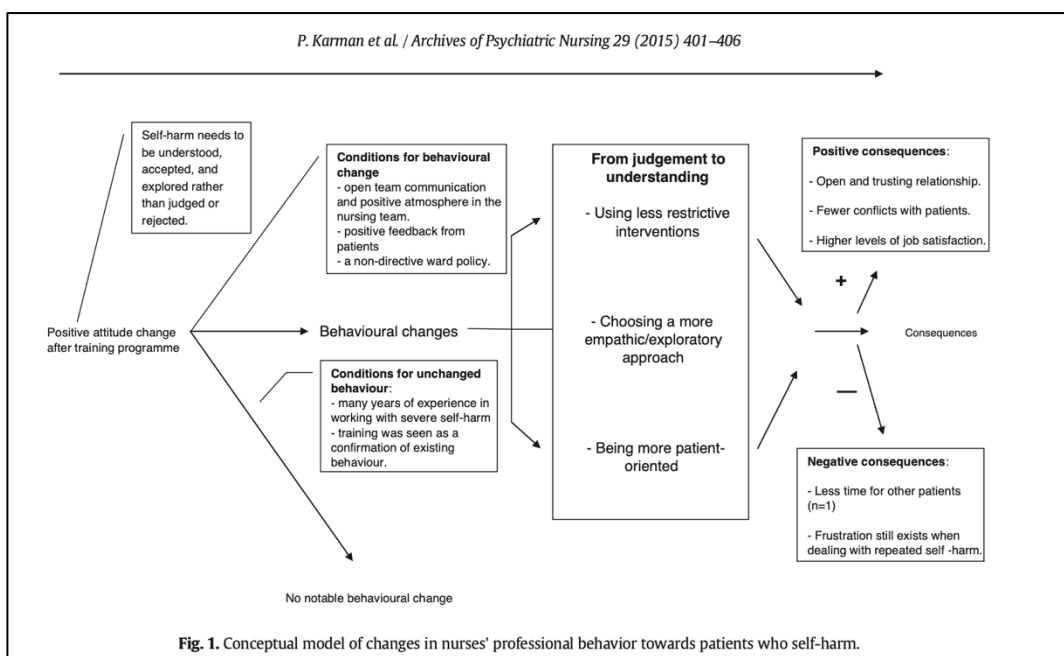 P. Karman et al. / Archives of Psychiatric Nursing 29 (2015) 401–406
Self-harm needs to
be understood,
accepted, and
explored rather
than judged or
rejected.
Positive attitude change
after training programme
Conditions for behavioural
change
- open team communication
and positive atmosphere in the
nursing team.
- positive feedback from
patients
- a non-directive ward policy.
Behavioural changes
Conditions for unchanged
behaviour:
- many years of experience in
working with severe self-harm
- training was seen as a
confirmation of existing
behaviour.
No notable behavioural change
From judgement to
understanding
- Using less restrictive
interventions
- Choosing a more
empathic/exploratory
approach
- Being more patient-
oriented
Positive consequences:
- Open and trusting relationship.
- Fewer conflicts with patients.
- Higher levels of job satisfaction.
+
Consequences
—
Negative consequences:
- Less time for other patients
(n=1)
- Frustration still exists when
dealing with repeated self -harm.
Fig. 1. Conceptual model of changes in nurses' professional behavior towards patients who self-harm.